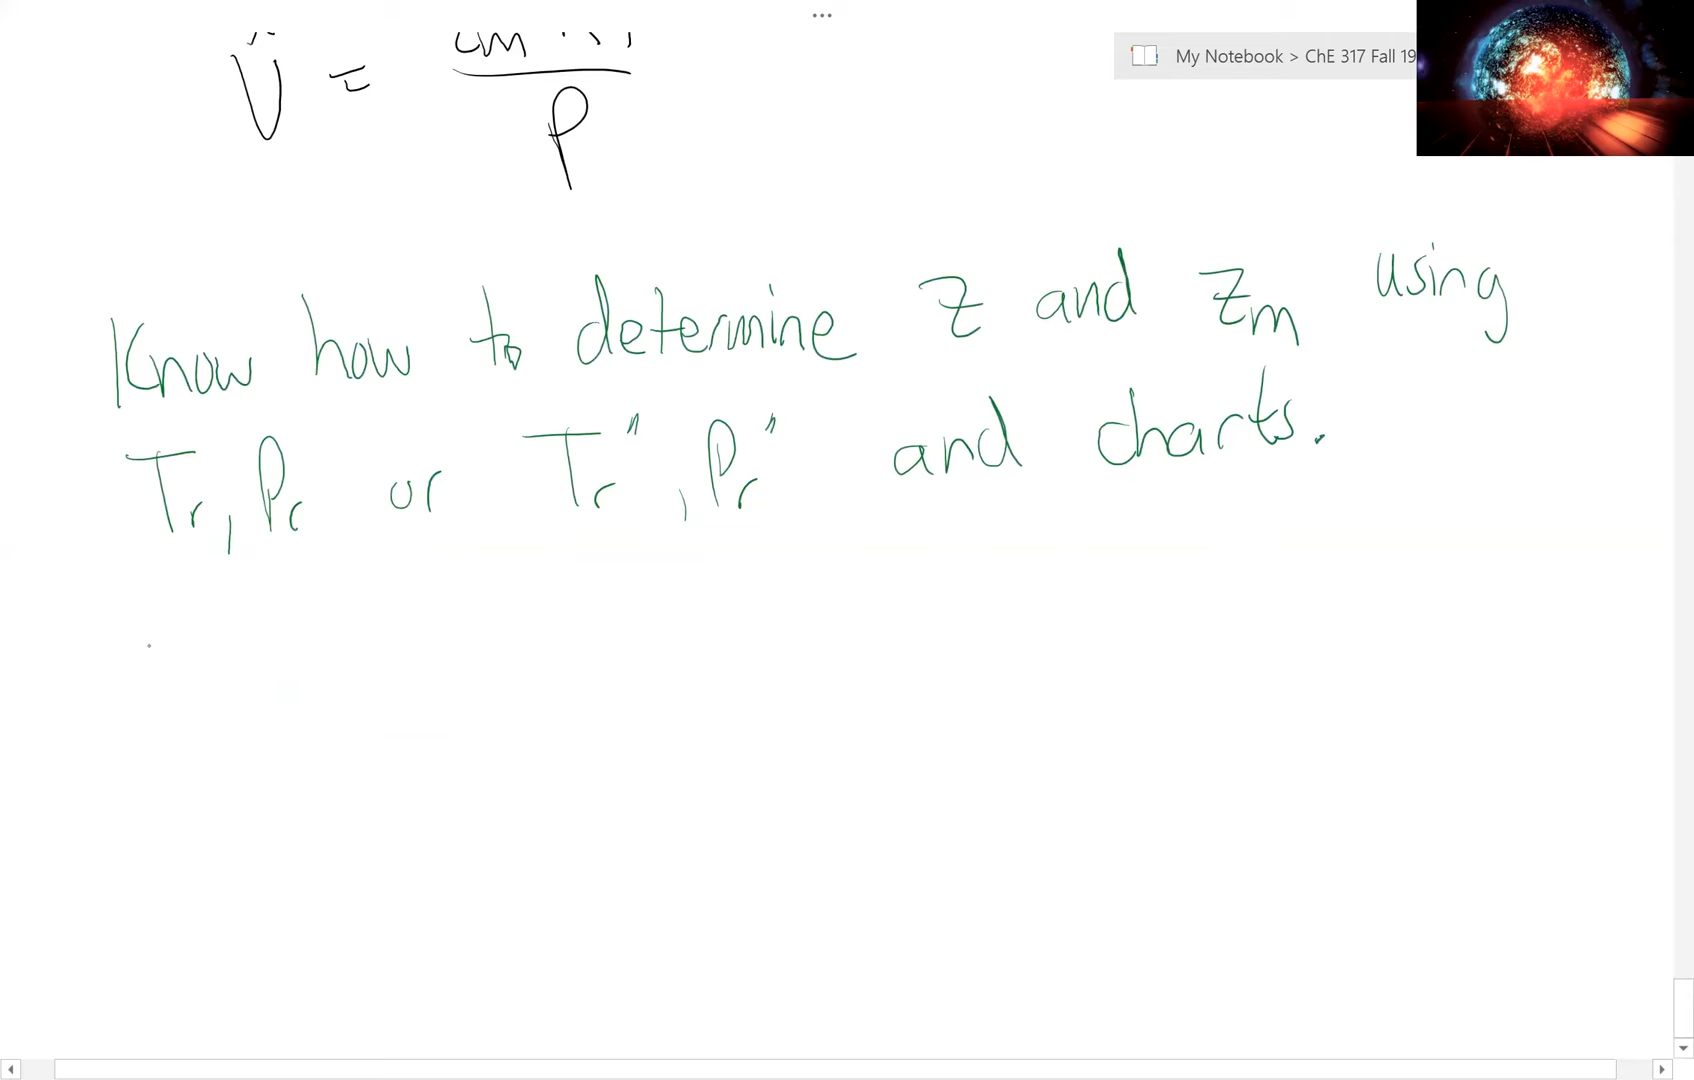 ...
My Notebook > ChE 317 Fall 19
V̂ =
P
Know how to determine z and zm using
Tr, Pr or Tr", Pr" and charts.